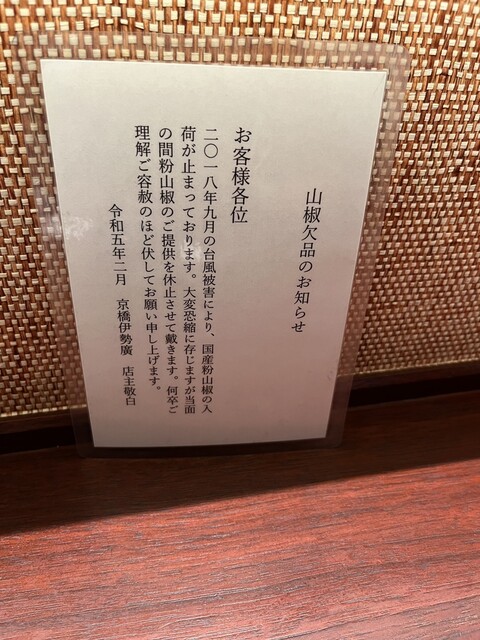 山椒欠品のお知らせ
お客様各位
二〇一八年九月の台風被害により、国産粉山椒の入
荷が止まっております。大変恐縮に存じますが当面
の間粉山椒のご提供を休止させて戴きます。何卒ご
理解ご容赦のほど伏してお願い申し上げます。
令和五年二月　京橋伊勢廣　店主敬白